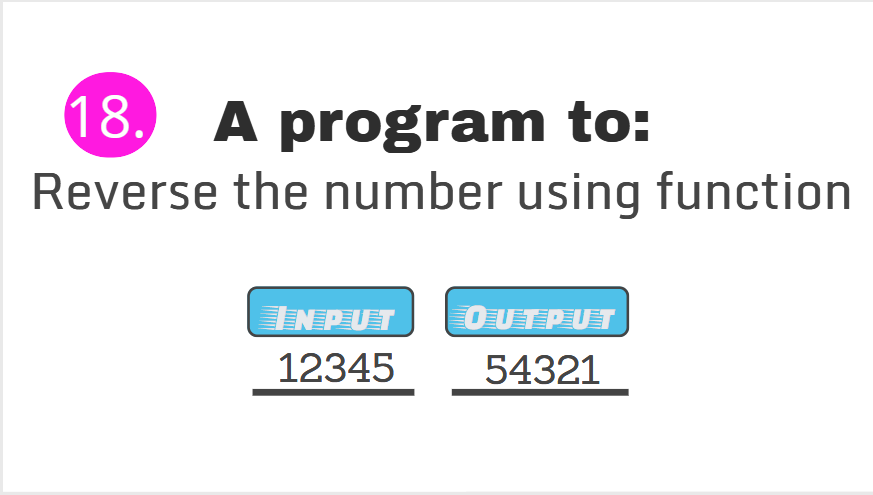 18. A program to:
Reverse the number using function
INPUT OUTPUT
12345 54321